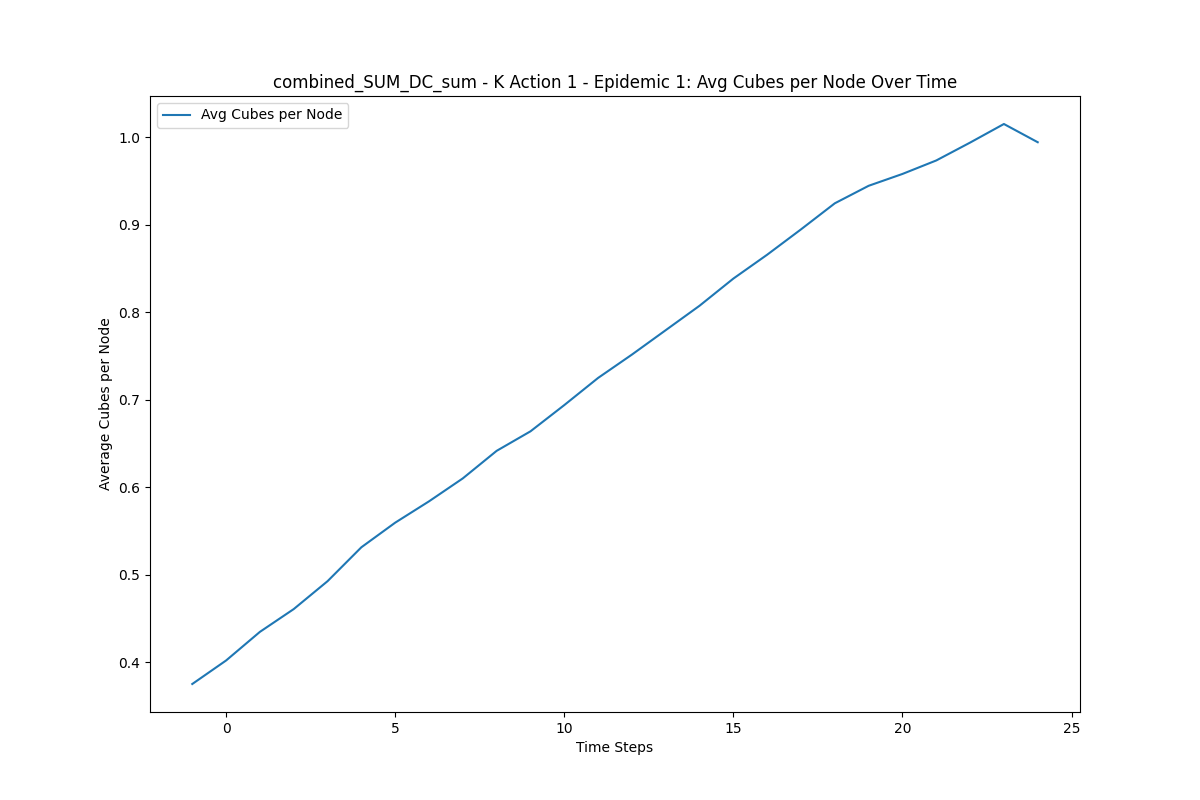 combined_SUM_DC_sum - K Action 1 - Epidemic 1: Avg Cubes per Node Over Time
Avg Cubes per Node
1.0
0.9
0.8
0.7
0.6
0.5
0.4
Average Cubes per Node
0 5 10 15 20 25
Time Steps